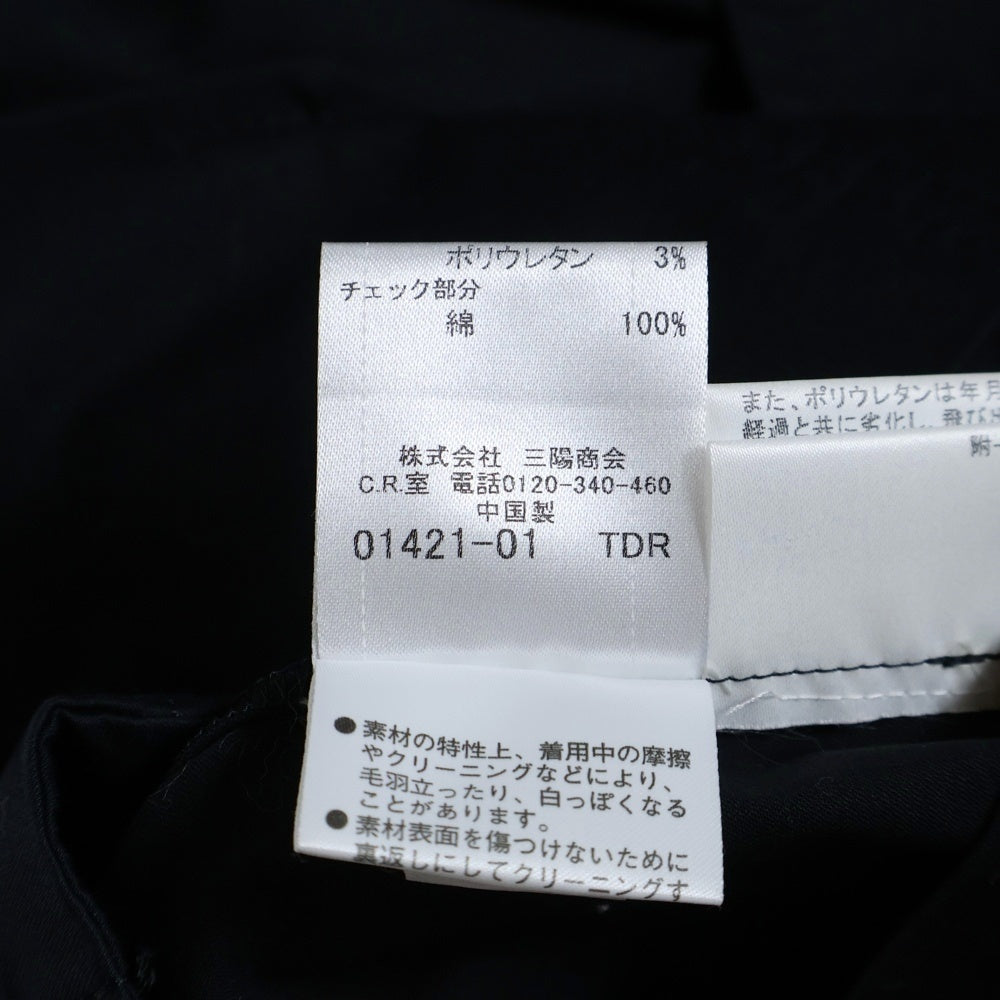 ポリウレタン 3%
チェック部分
綿 100%
株式会社 三陽商会
C.R.室 電話0120-340-460
中国製
01421-01 TDR
また、ポリウレタンは年月
経過と共に劣化し、飛び
● 素材の特性上、着用中の摩擦
やクリーニングなどにより、
毛羽立ったり、白っぽくなる
ことがあります。
● 素材表面を傷つけないために
裏返しにしてクリーニングす